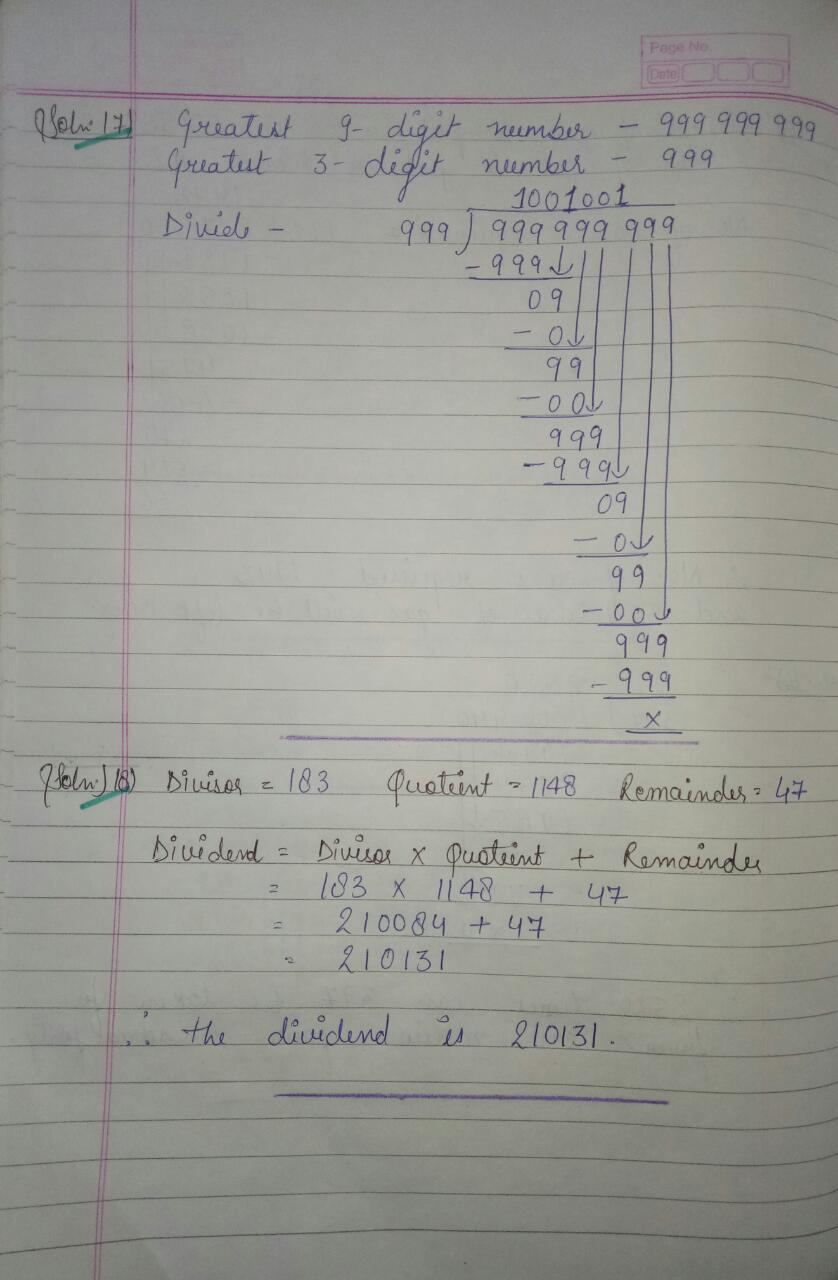 Page No.
Date
(Soln: 17) Greatest 9- digit number - 999 999 999
Greatest 3- digit number - 999
1001001
Divide - 999 ) 999 999 999
- 999
09
- 0
99
- 00
999
- 999
09
- 0
99
- 00
999
- 999
x
(Soln:) 18) Divisor = 183 Quoteint = 1148 Remainder = 47
Dividend = Divisor x Quoteint + Remainder
= 183 x 1148 + 47
= 210084 + 47
= 210131
∴ the dividend is 210131.